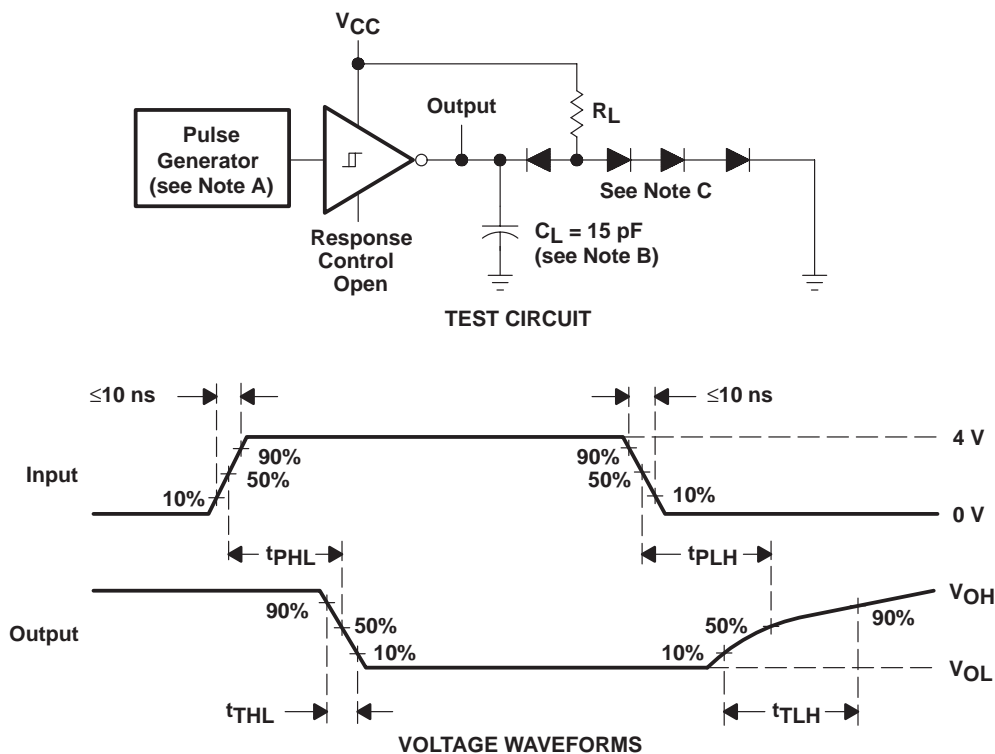 VCC
Output
RL
Pulse
Generator
(see Note A)
See Note C
Response
Control
Open
CL = 15 pF
(see Note B)
TEST CIRCUIT
≤10 ns
≤10 ns
4 V
90%
90%
Input
50%
50%
10%
10%
0 V
tPHL
tPLH
VOH
90%
90%
Output
50%
50%
10%
10%
VOL
tTHL
tTLH
VOLTAGE WAVEFORMS